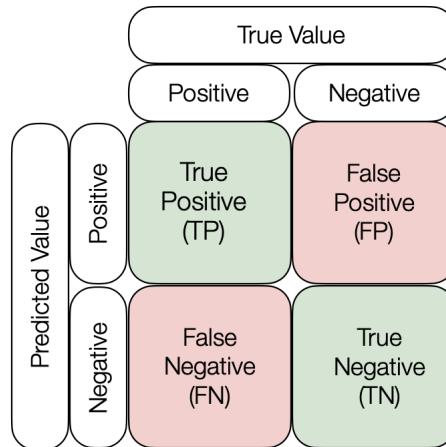 True Value
Positive
Negative
Predicted Value
Positive
True
Positive
(TP)
False
Positive
(FP)
Negative
False
Negative
(FN)
True
Negative
(TN)